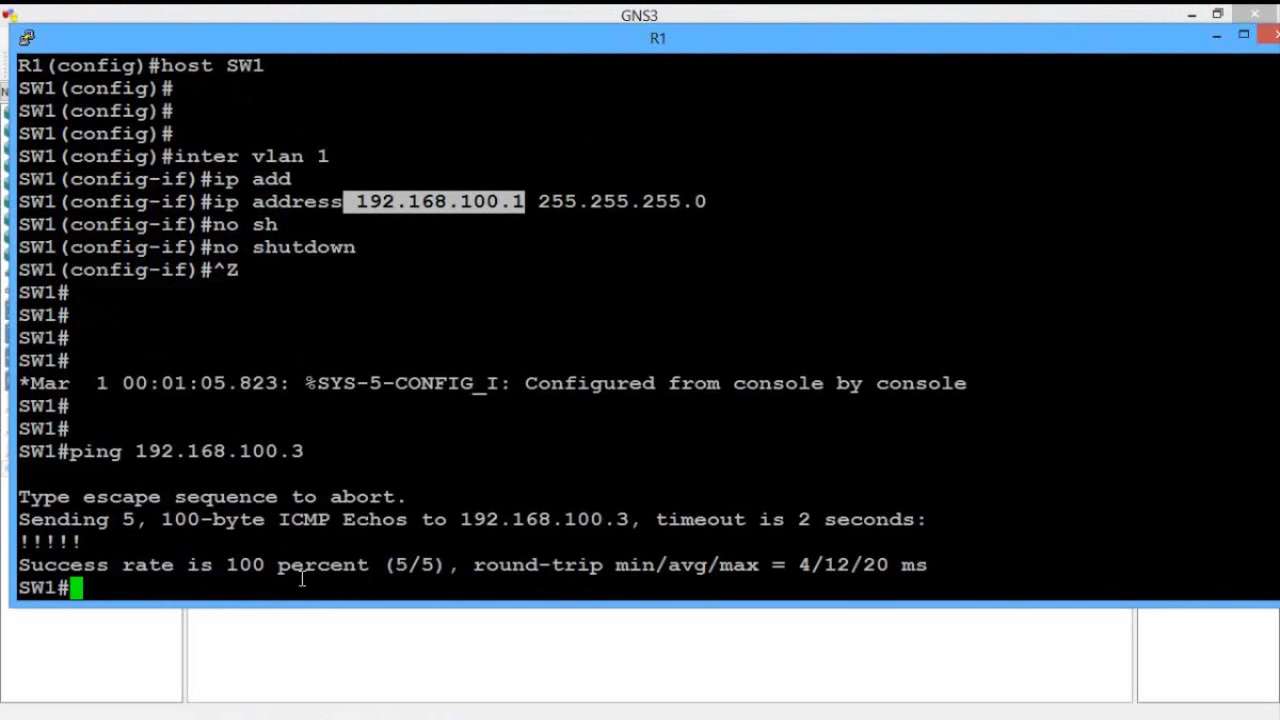 GNS3
R1
R1(config)#host SW1
SW1(config)#
SW1(config)#
SW1(config)#
SW1(config)#inter vlan 1
SW1(config-if)#ip add
SW1(config-if)#ip address 192.168.100.1 255.255.255.0
SW1(config-if)#no sh
SW1(config-if)#no shutdown
SW1(config-if)#^Z
SW1#
SW1#
SW1#
SW1#
*Mar  1 00:01:05.823: %SYS-5-CONFIG_I: Configured from console by console
SW1#
SW1#
SW1#ping 192.168.100.3
Type escape sequence to abort.
Sending 5, 100-byte ICMP Echos to 192.168.100.3, timeout is 2 seconds:
!!!!!
Success rate is 100 percent (5/5), round-trip min/avg/max = 4/12/20 ms
SW1#